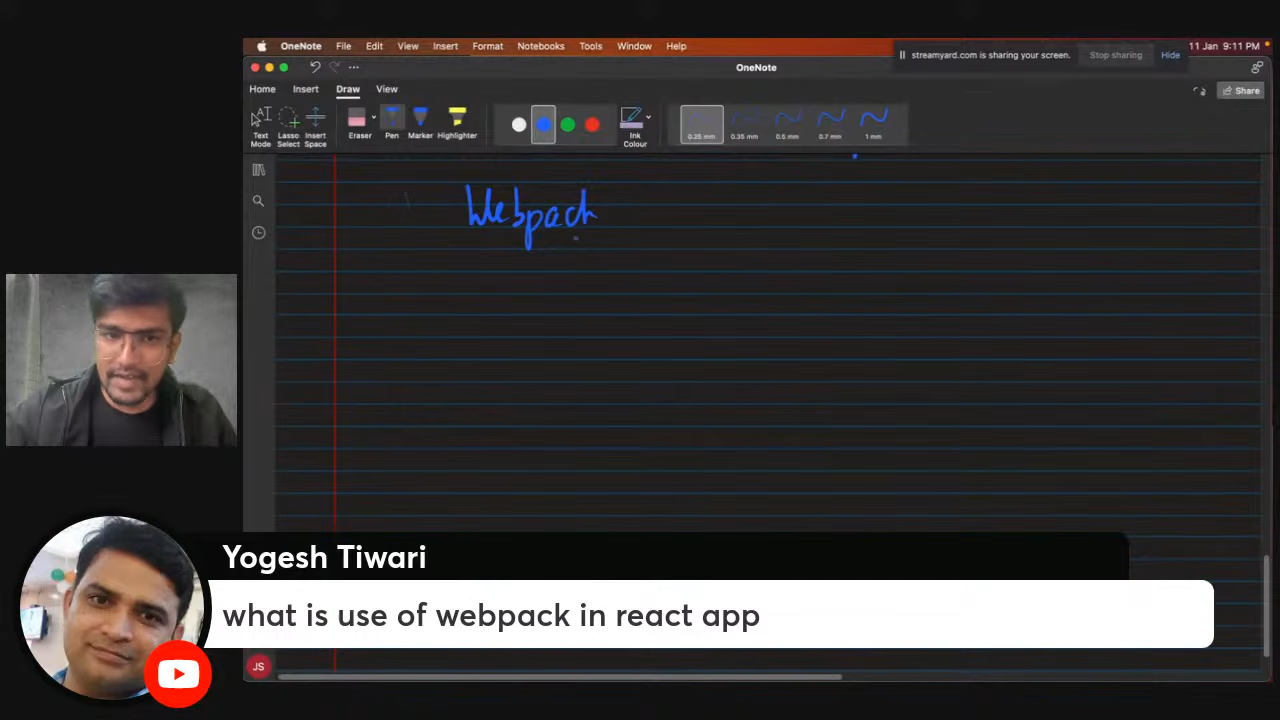 OneNote File Edit View Insert Format Notebooks Tools Window Help
streamyard.com is sharing your screen. Stop sharing Hide
11 Jan 9:11 PM
OneNote
Home Insert Draw View
Share
Text Mode
Lasso Select
Insert Space
Eraser
Pen
Marker
Highlighter
Ink Colour
0.25 mm
0.35 mm
0.5 mm
0.7 mm
1 mm
Webpack
Yogesh Tiwari
what is use of webpack in react app
JS